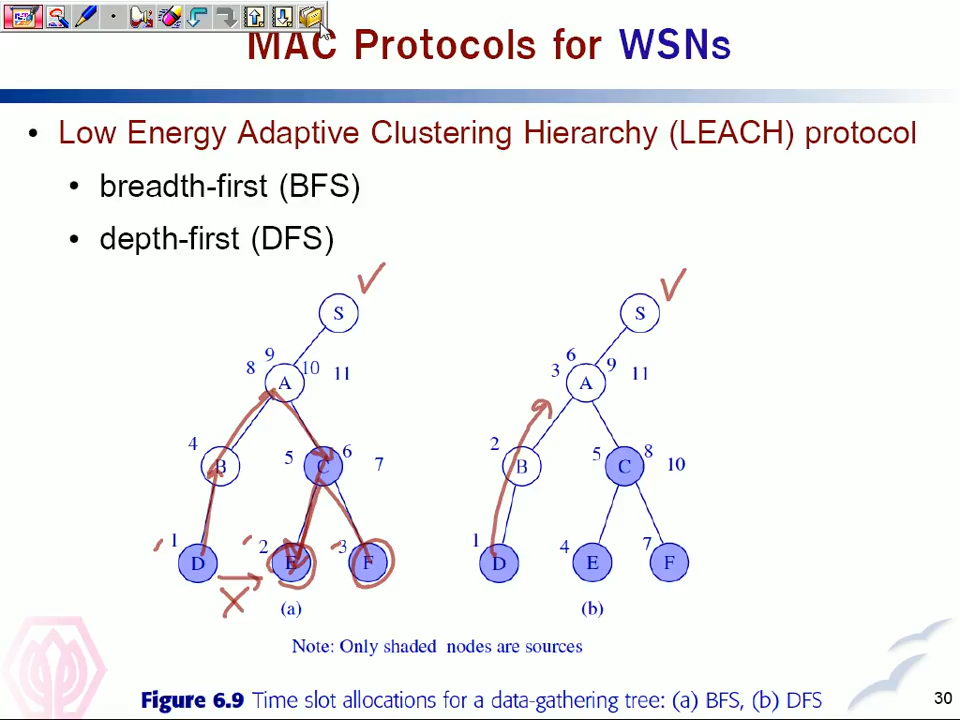 MAC Protocols for WSNs
• Low Energy Adaptive Clustering Hierarchy (LEACH) protocol
• breadth-first (BFS)
• depth-first (DFS)
S
S
9
8
10
11
A
6
3
9
11
A
4
B
5
6
C
7
2
B
5
8
C
10
1
D
2
E
3
F
1
D
4
E
7
F
(a)
(b)
Note: Only shaded nodes are sources
Figure 6.9 Time slot allocations for a data-gathering tree: (a) BFS, (b) DFS
30